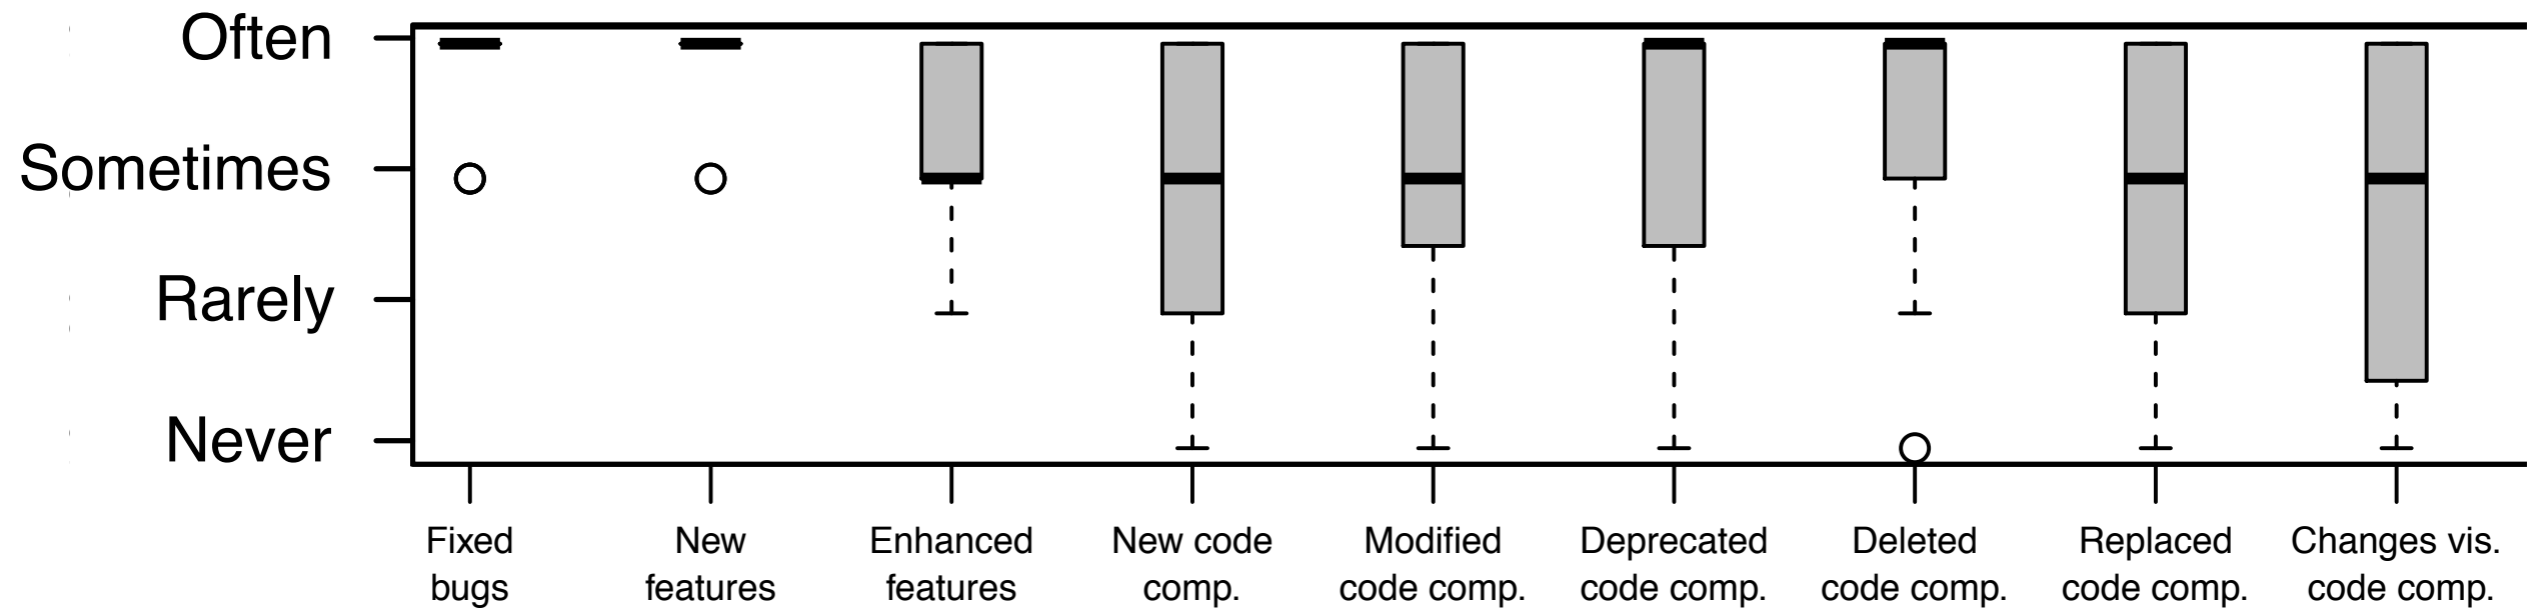 Often
Sometimes
Rarely
Never
Fixed bugs
New features
Enhanced features
New code comp.
Modified code comp.
Deprecated code comp.
Deleted code comp.
Replaced code comp.
Changes vis. code comp.